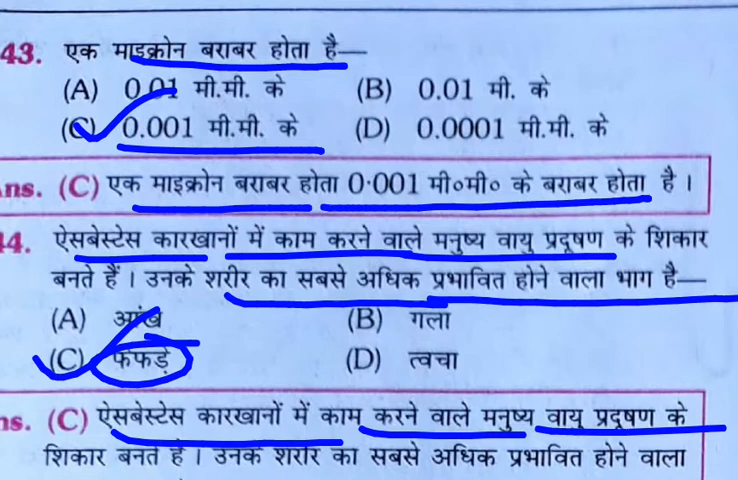 43. एक माइक्रोन बराबर होता है—
(A) 0.01 मी.मी. के (B) 0.01 मी. के
(C) 0.001 मी.मी. के (D) 0.0001 मी.मी. के
ns. (C) एक माइक्रोन बराबर होता 0·001 मी०मी० के बराबर होता है ।
44. ऐसबेस्टेस कारखानों में काम करने वाले मनुष्य वायु प्रदूषण के शिकार
बनते हैं । उनके शरीर का सबसे अधिक प्रभावित होने वाला भाग है—
(A) आँख (B) गला
(C) फेफड़े (D) त्वचा
ns. (C) ऐसबेस्टेस कारखानों में काम करने वाले मनुष्य वायु प्रदूषण के
शिकार बनते हैं । उनके शरीर का सबसे अधिक प्रभावित होने वाला